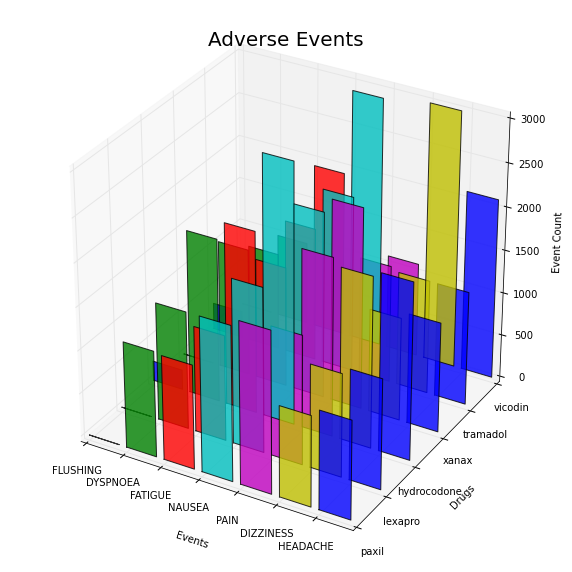 Adverse Events
3000
2500
2000
1500
1000
500
0
Event Count
FLUSHING
DYSPNOEA
FATIGUE
NAUSEA
PAIN
DIZZINESS
HEADACHE
Events
vicodin
tramadol
xanax
hydrocodone
lexapro
paxil
Drugs